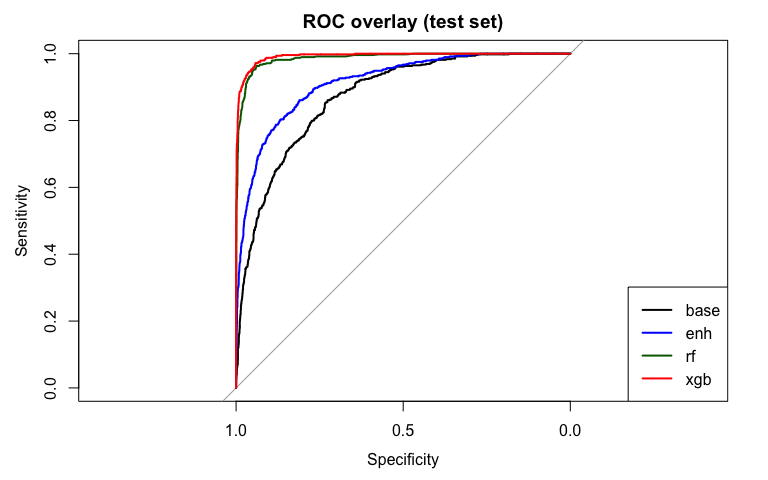 ROC overlay (test set)
Sensitivity
1.0
0.8
0.6
0.4
0.2
0.0
base
enh
rf
xgb
1.0 0.5 0.0
Specificity